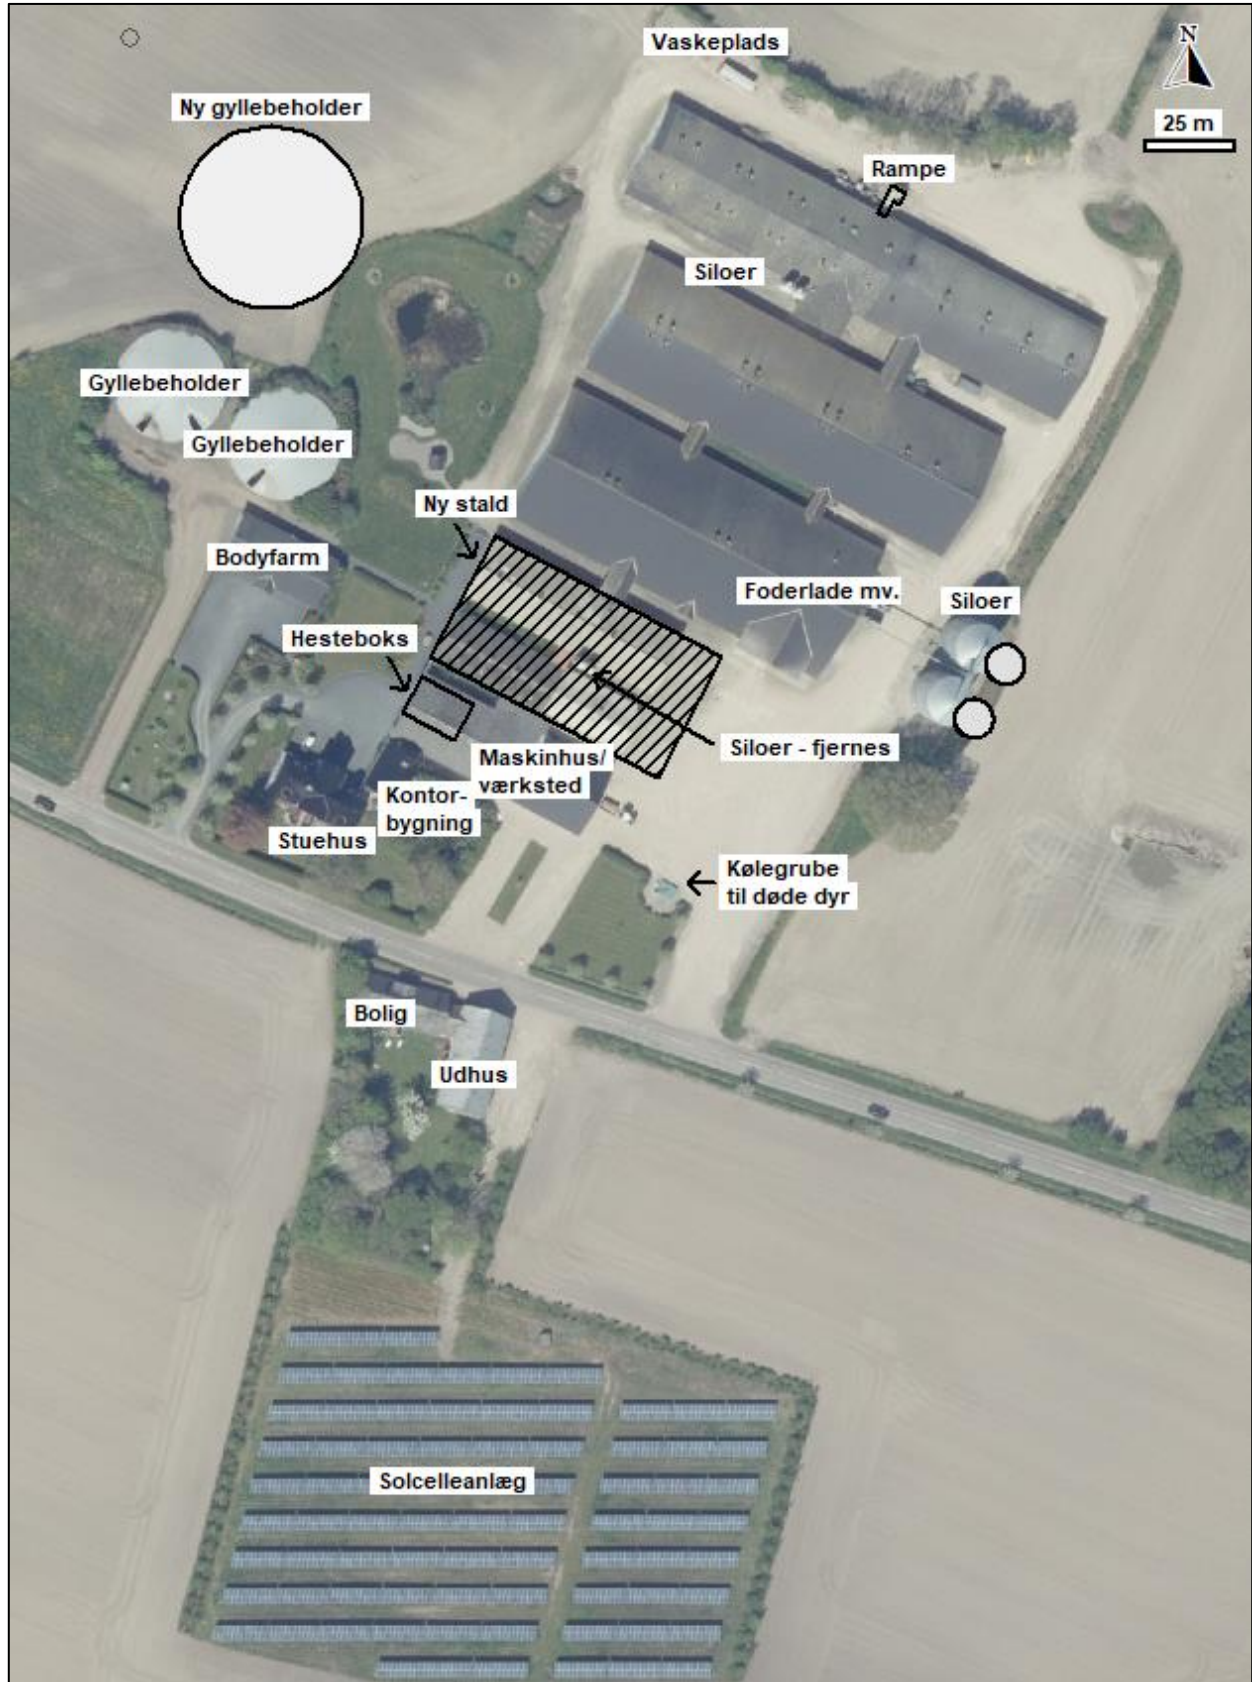 Vaskeplads
N
Ny gyllebeholder
25 m
Rampe
Siloer
Gyllebeholder
Gyllebeholder
Ny stald
Bodyfarm
Foderlade mv.
Siloer
Hesteboks
Siloer - fjernes
Maskinhus/
værksted
Kontor-
bygning
Stuehus
Kølegrube
til døde dyr
Bolig
Udhus
Solcelleanlæg